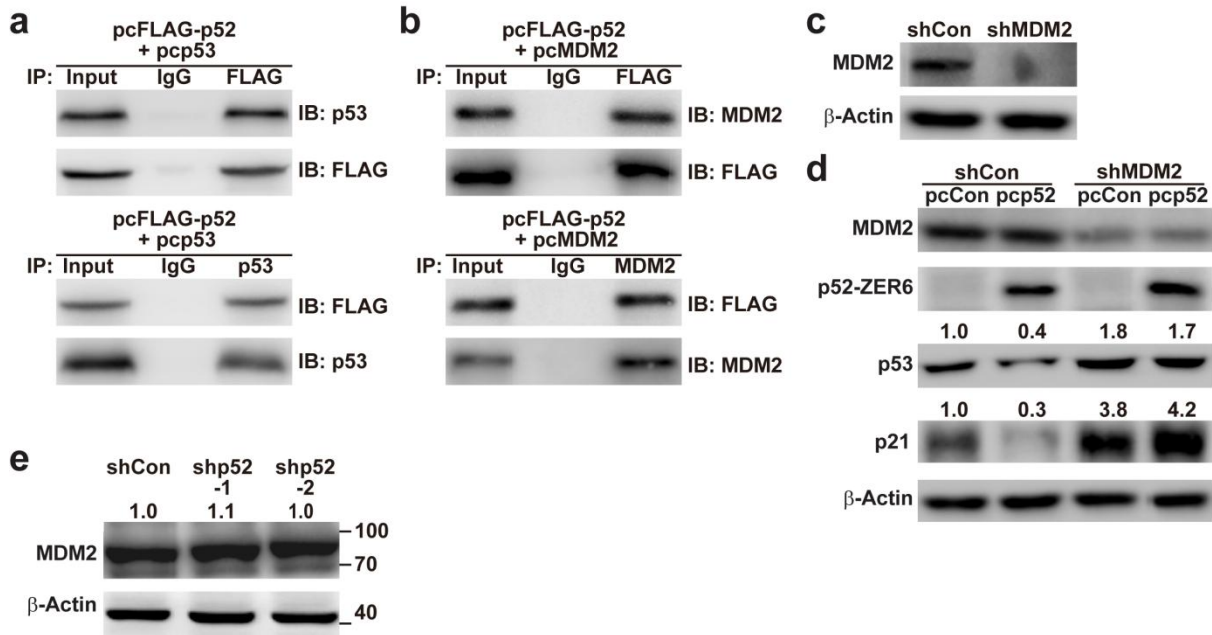 a
pcFLAG-p52
+ pcp53
IP: Input IgG FLAG
IB: p53
IB: FLAG
pcFLAG-p52
+ pcp53
IP: Input IgG p53
IB: FLAG
IB: p53
b
pcFLAG-p52
+ pcMDM2
IP: Input IgG FLAG
IB: MDM2
IB: FLAG
pcFLAG-p52
+ pcMDM2
IP: Input IgG MDM2
IB: FLAG
IB: MDM2
c
shCon shMDM2
MDM2
β-Actin
d
shCon shMDM2
pcCon pcp52 pcCon pcp52
MDM2
p52-ZER6
1.0 0.4 1.8 1.7
p53
1.0 0.3 3.8 4.2
p21
β-Actin
e
shCon shp52 shp52
-1 -2
1.0 1.1 1.0
MDM2
100
70
β-Actin
40